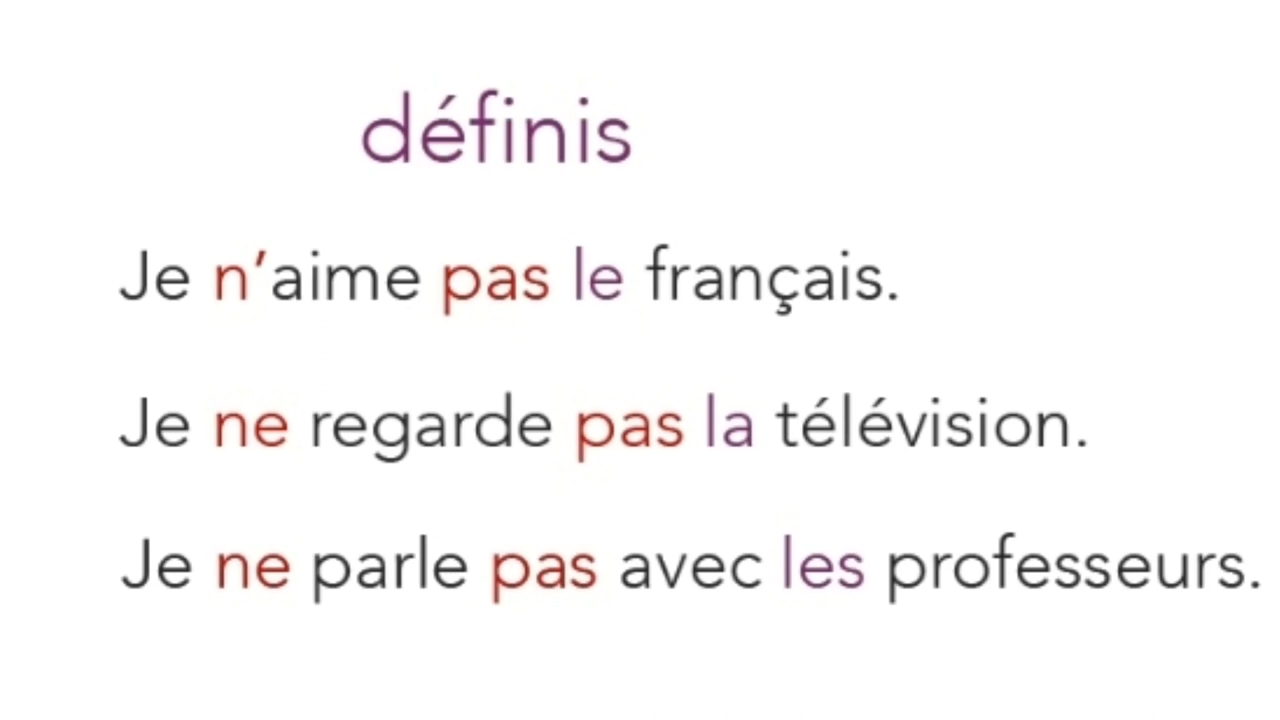 définis
Je n’aime pas le français.
Je ne regarde pas la télévision.
Je ne parle pas avec les professeurs.